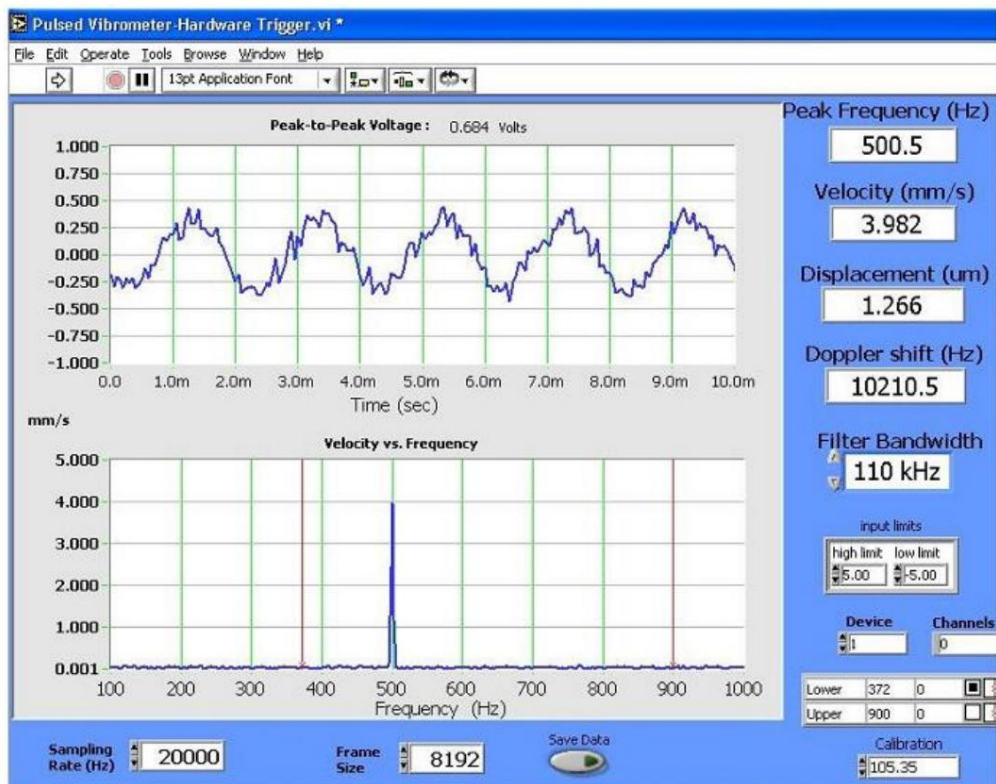 Pulsed Vibrometer-Hardware Trigger.vi *
File Edit Operate Tools Browse Window Help
13pt Application Font
Peak-to-Peak Voltage : 0.684 Volts
1.000
0.750
0.500
0.250
0.000
-0.250
-0.500
-0.750
-1.000
0.0 1.0m 2.0m 3.0m 4.0m 5.0m 6.0m 7.0m 8.0m 9.0m 10.0m
Time (sec)
mm/s
Velocity vs. Frequency
5.000
4.000
3.000
2.000
1.000
0.001
100 200 300 400 500 600 700 800 900 1000
Frequency (Hz)
Peak Frequency (Hz)
500.5
Velocity (mm/s)
3.982
Displacement (um)
1.266
Doppler shift (Hz)
10210.5
Filter Bandwidth
110 kHz
input limits
high limit low limit
5.00 -5.00
Device Channels
1 0
Lower 372 0
Upper 900 0
Calibration
105.35
Sampling Rate (Hz) 20000
Frame Size 8192
Save Data